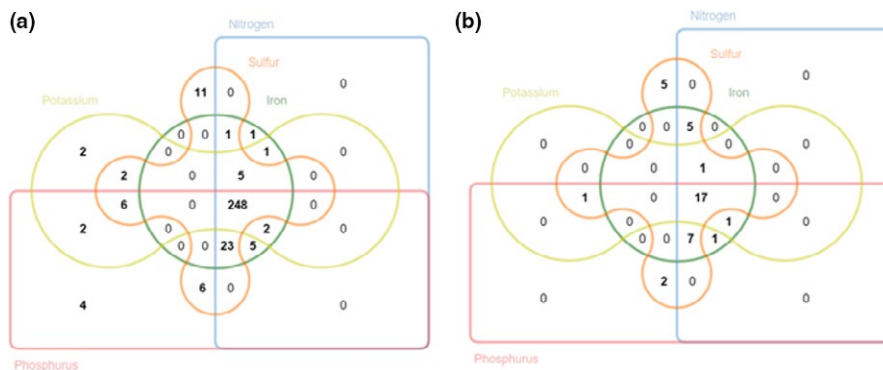 (a)
Nitrogen
Sulfur
Potassium
Iron
0
11 0
0 0 1 1
2 0 1 0
2 0 5 0
6 0 248 0
2 0 2 0
0 0 23 5
6 0
4 0
Phosphurus
(b)
Nitrogen
Sulfur
Potassium
Iron
0
5 0
0 0 5 0
0 0 0 0
0 0 1 0
1 0 17 0
0 0 1 0
0 0 7 1
2 0
0 0
Phosphurus